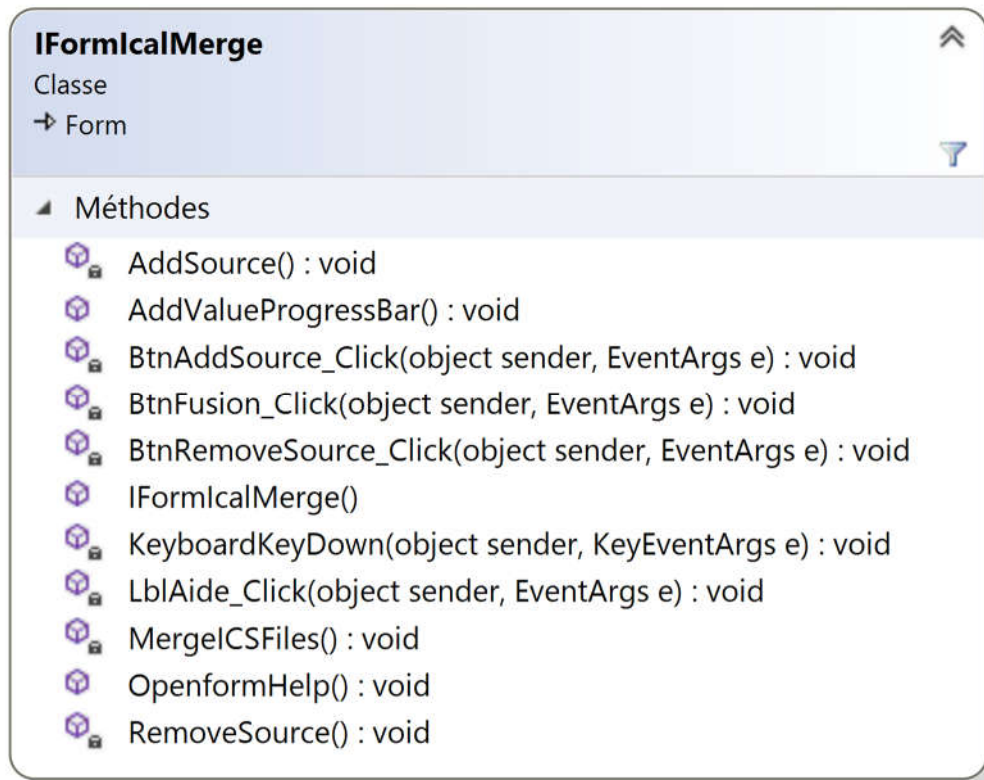 IFormIcalMerge
Classe
Form
Méthodes
AddSource() : void
AddValueProgressBar() : void
BtnAddSource_Click(object sender, EventArgs e) : void
BtnFusion_Click(object sender, EventArgs e) : void
BtnRemoveSource_Click(object sender, EventArgs e) : void
IFormIcalMerge()
KeyboardKeyDown(object sender, KeyEventArgs e) : void
LblAide_Click(object sender, EventArgs e) : void
MergeICSFiles() : void
OpenformHelp() : void
RemoveSource() : void